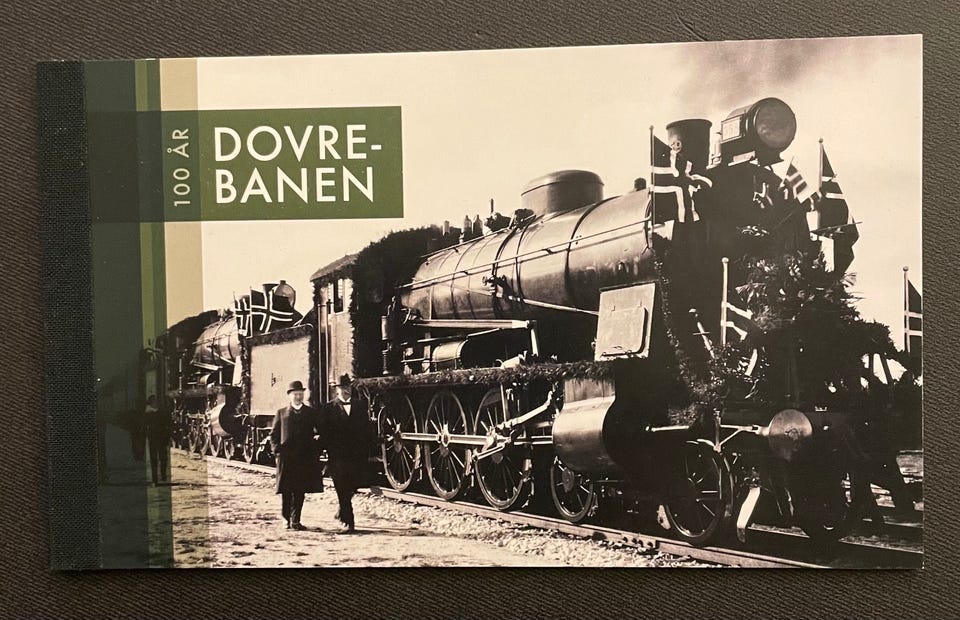 100 ÅR
DOVRE-
BANEN